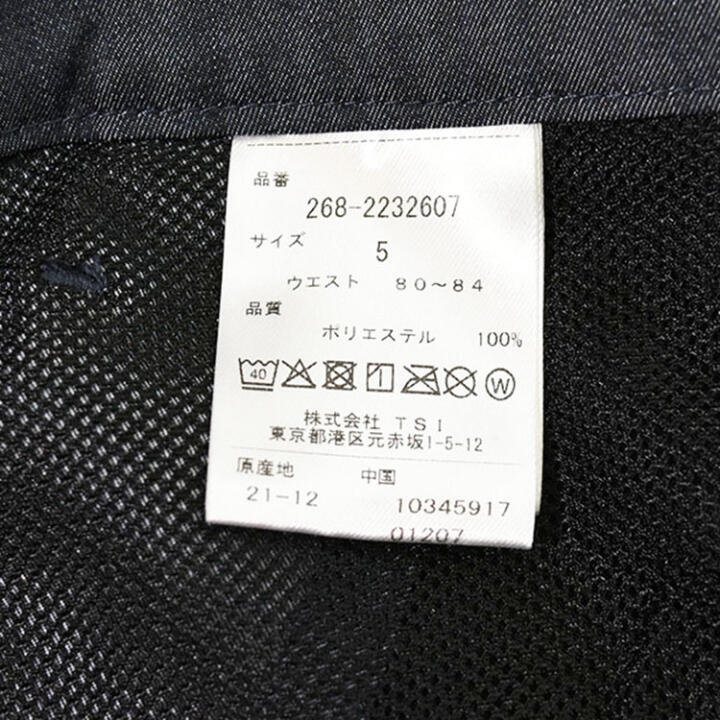 品番
268-2232607
サイズ 5
ウエスト 80～84
品質
ポリエステル 100%
40 W
株式会社 TSI
東京都港区元赤坂1-5-12
原産地 中国
21-12 10345917
01207